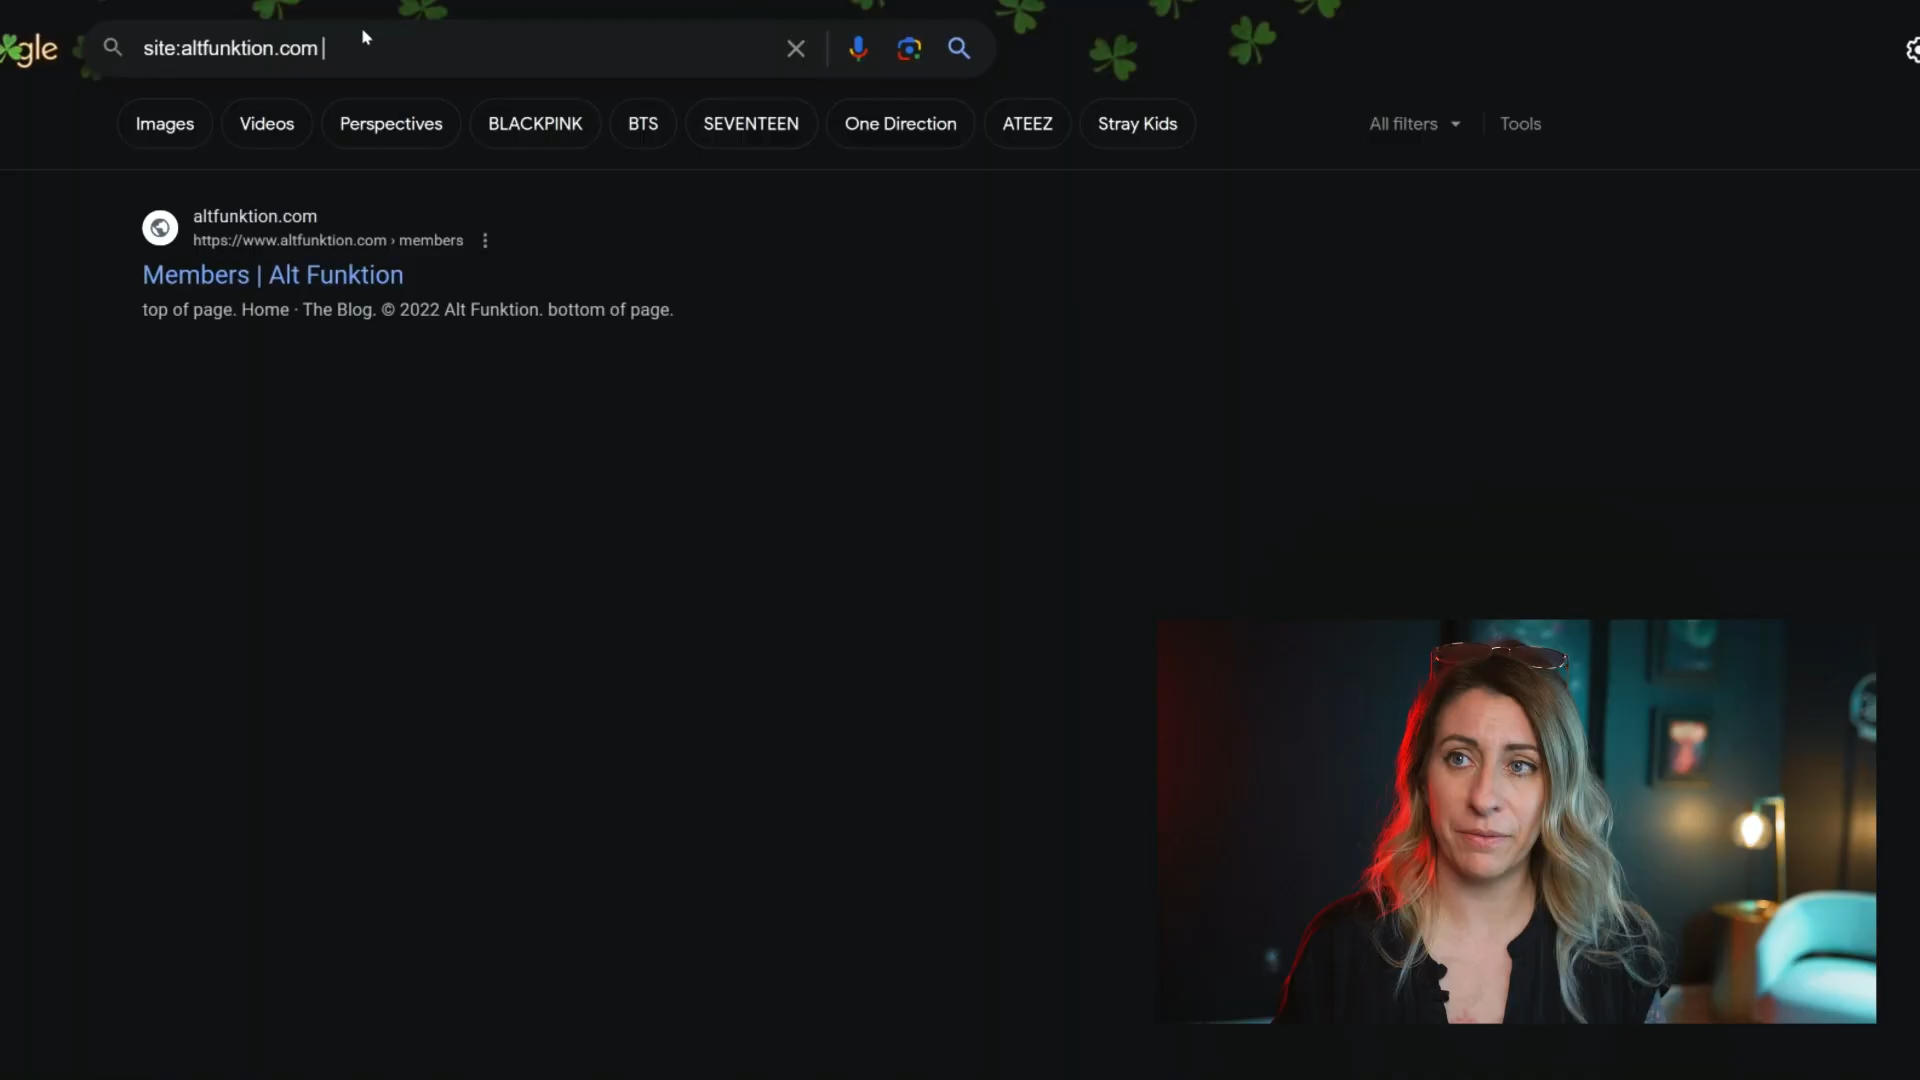 gle
site:altfunktion.com
Images Videos Perspectives BLACKPINK BTS SEVENTEEN One Direction ATEEZ Stray Kids All filters Tools
altfunktion.com
https://www.altfunktion.com › members
Members | Alt Funktion
top of page. Home · The Blog. © 2022 Alt Funktion. bottom of page.